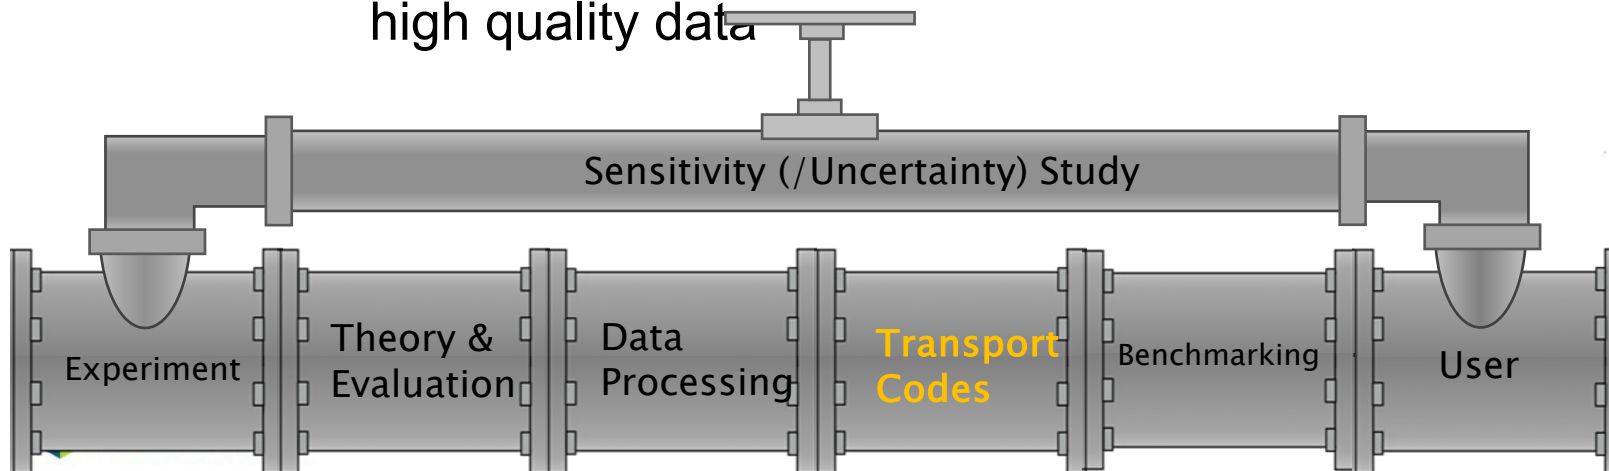 high quality data
Sensitivity (/Uncertainty) Study
Experiment
Theory &
Evaluation
Data
Processing
Transport
Codes
Benchmarking
User